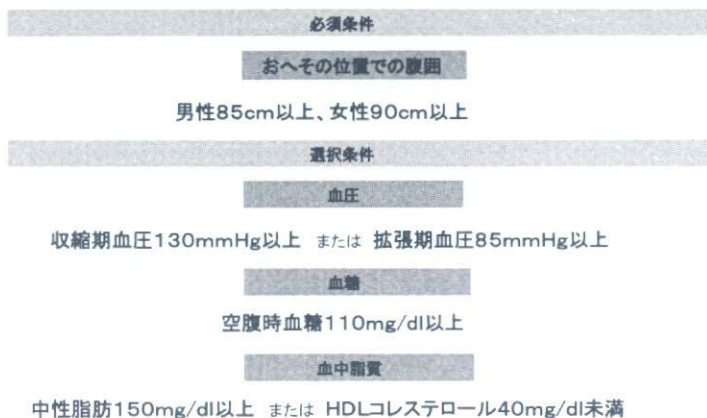 必須条件
おへその位置での腹囲
男性85cm以上、女性90cm以上
選択条件
血圧
収縮期血圧130mmHg以上 または 拡張期血圧85mmHg以上
血糖
空腹時血糖110mg/dl以上
血中脂質
中性脂肪150mg/dl以上 または HDLコレステロール40mg/dl未満